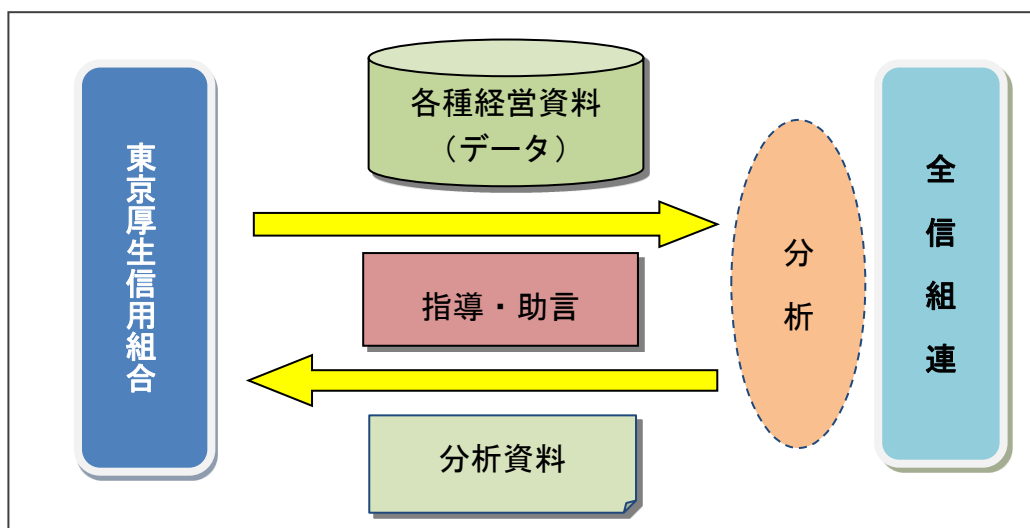 東京厚生信用組合
各種経営資料
（データ）
指導・助言
分析資料
分析
全信組連